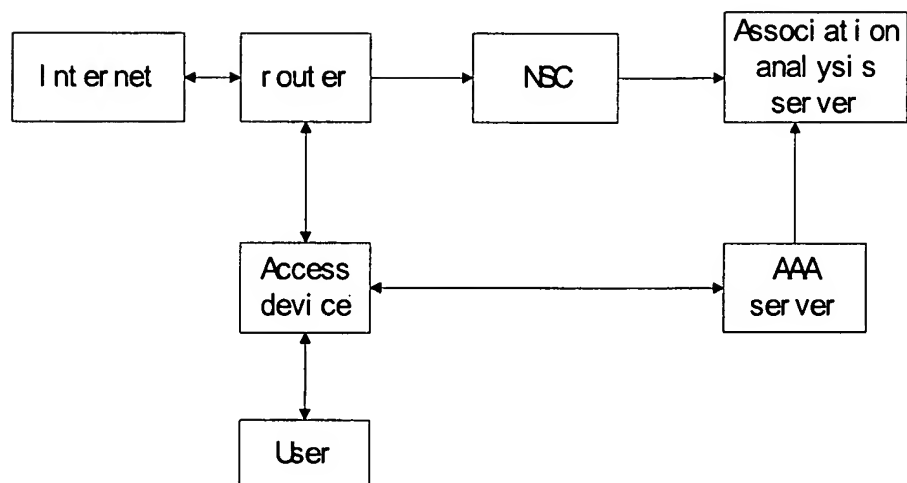 Internet
router
NSC
Association
analysis
server
Access
device
AAA
server
User